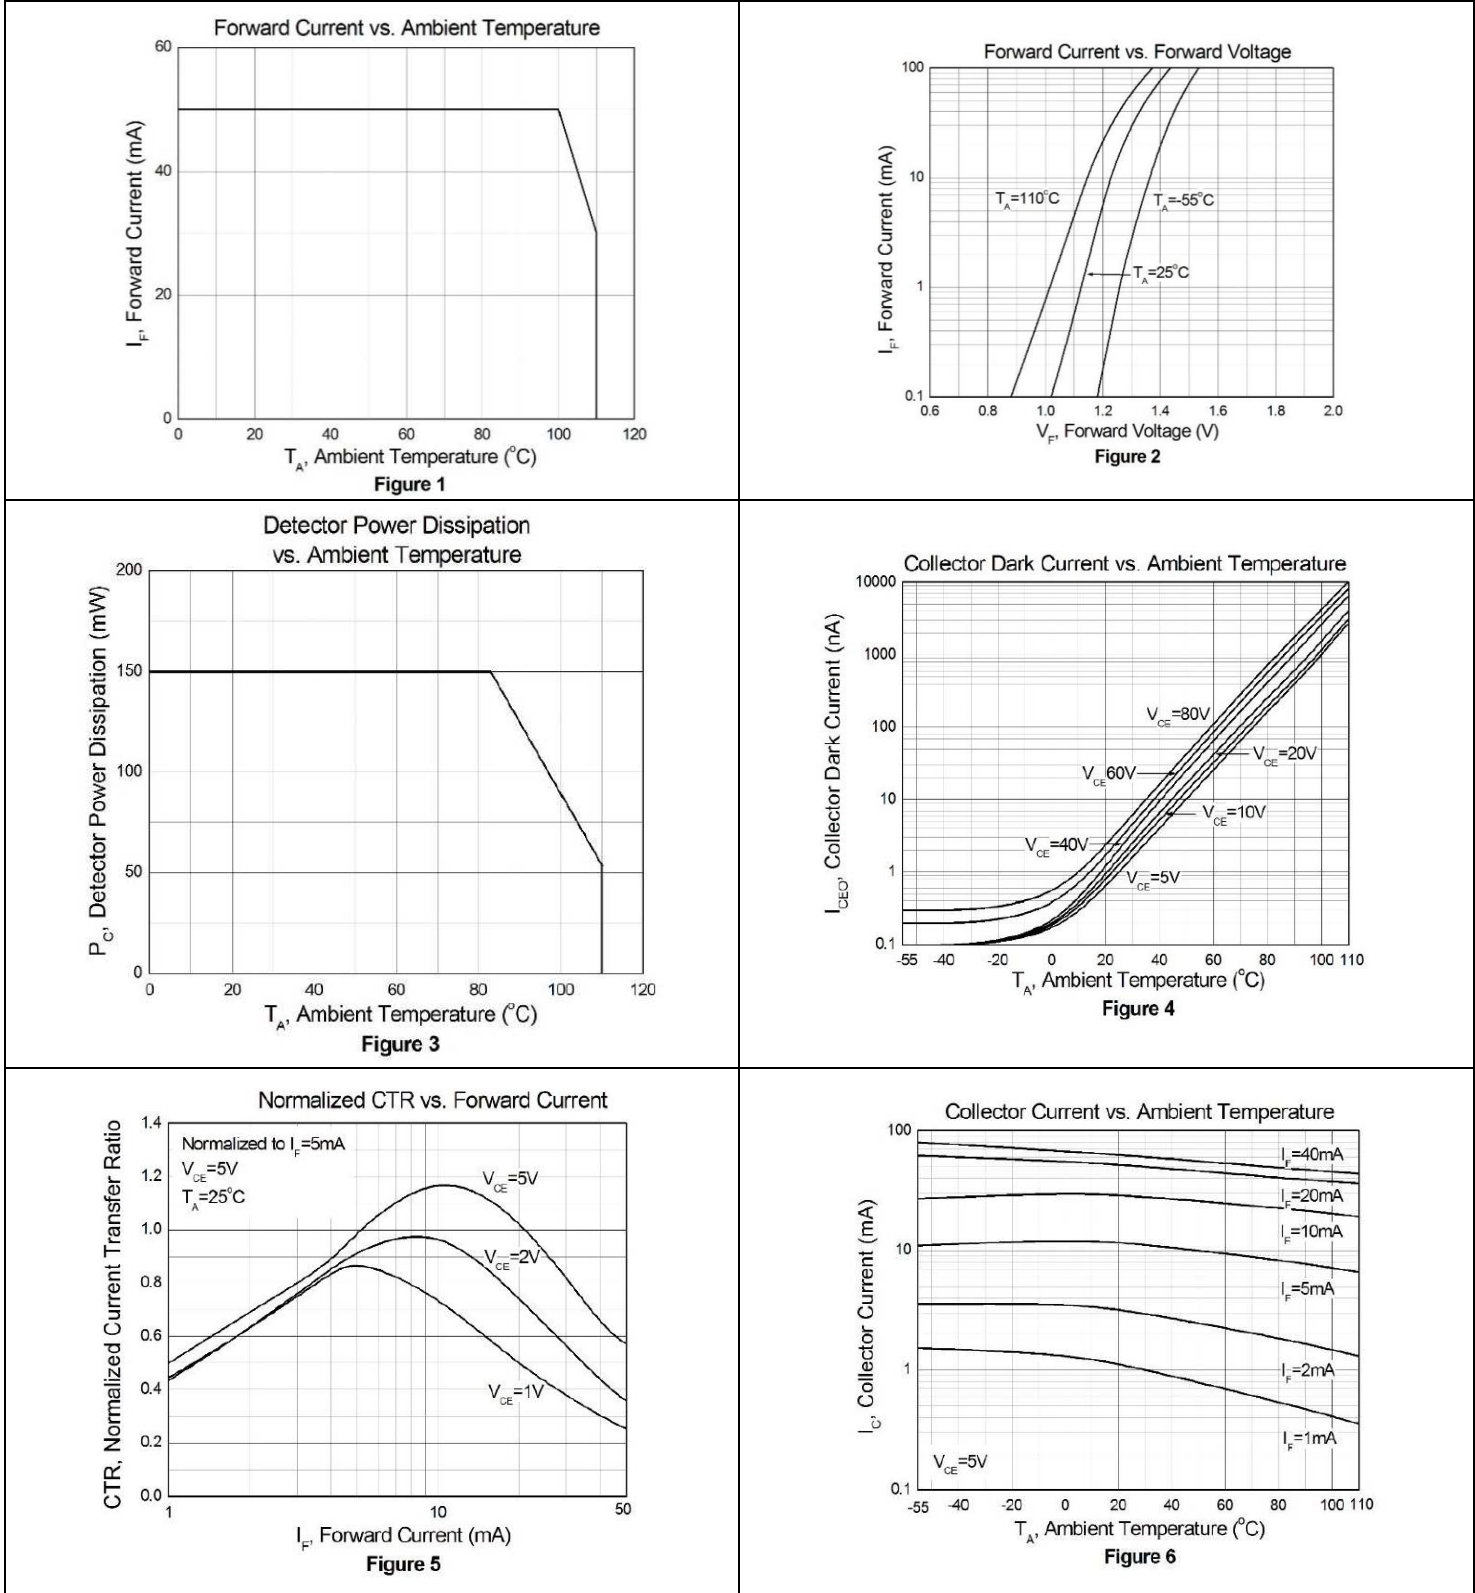 Forward Current vs. Ambient Temperature
60
40
20
0
I_F, Forward Current (mA)
0 20 40 60 80 100 120
T_A, Ambient Temperature (°C)
Figure 1
Forward Current vs. Forward Voltage
100
10
1
0.1
I_F, Forward Current (mA)
T_A=110°C
T_A=-55°C
T_A=25°C
0.6 0.8 1.0 1.2 1.4 1.6 1.8 2.0
V_F, Forward Voltage (V)
Figure 2
Detector Power Dissipation
vs. Ambient Temperature
200
150
100
50
0
P_C, Detector Power Dissipation (mW)
0 20 40 60 80 100 120
T_A, Ambient Temperature (°C)
Figure 3
Collector Dark Current vs. Ambient Temperature
10000
1000
100
10
1
0.1
I_CEO, Collector Dark Current (nA)
V_CE=80V
V_CE=20V
V_CE60V
V_CE=10V
V_CE=40V
V_CE=5V
-55 -40 -20 0 20 40 60 80 100 110
T_A, Ambient Temperature (°C)
Figure 4
Normalized CTR vs. Forward Current
1.4
1.2
1.0
0.8
0.6
0.4
0.2
0.0
CTR, Normalized Current Transfer Ratio
Normalized to I_F=5mA
V_CE=5V
T_A=25°C
V_CE=5V
V_CE=2V
V_CE=1V
1 10 50
I_F, Forward Current (mA)
Figure 5
Collector Current vs. Ambient Temperature
100
10
1
0.1
I_C, Collector Current (mA)
I_F=40mA
I_F=20mA
I_F=10mA
I_F=5mA
I_F=2mA
I_F=1mA
V_CE=5V
-55 -40 -20 0 20 40 60 80 100 110
T_A, Ambient Temperature (°C)
Figure 6